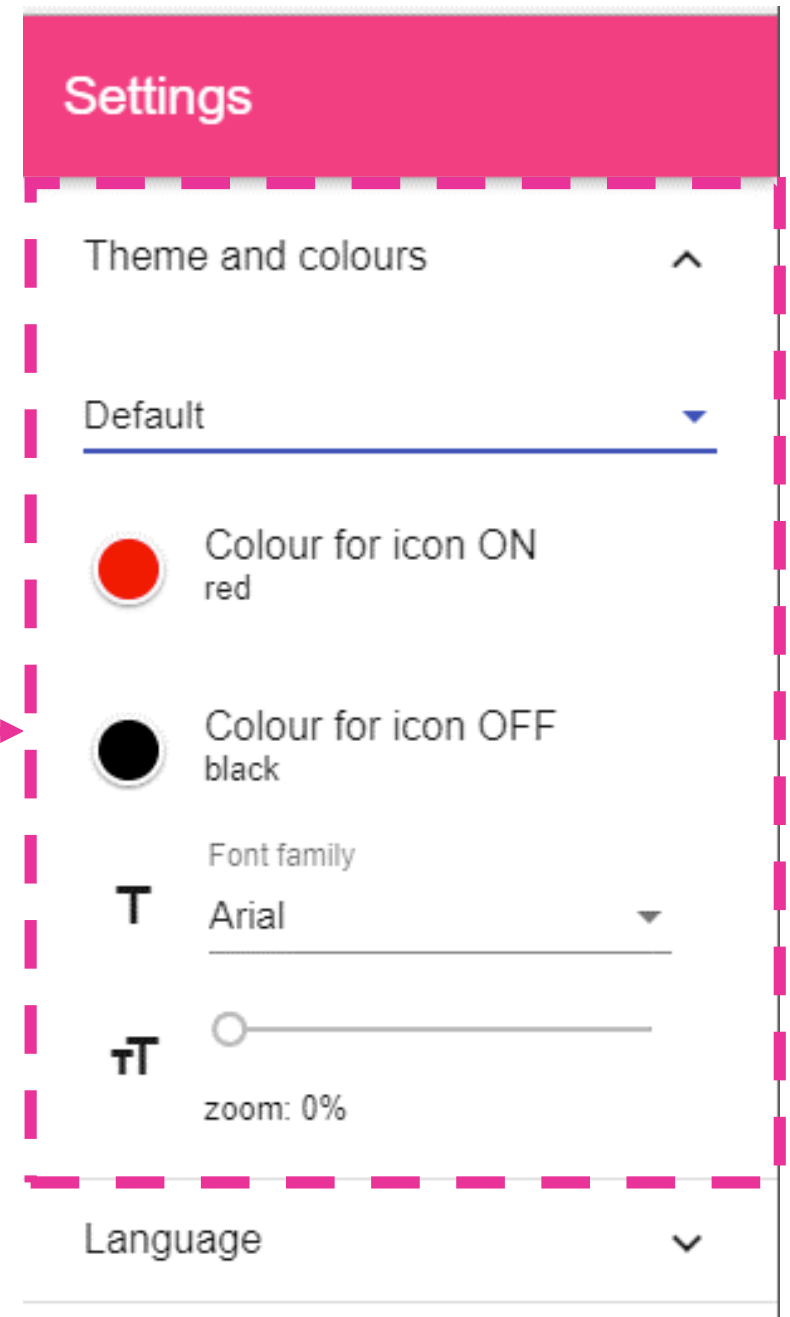 Settings
Theme and colours
Default
Colour for icon ON
red
Colour for icon OFF
black
Font family
Arial
zoom: 0%
Language